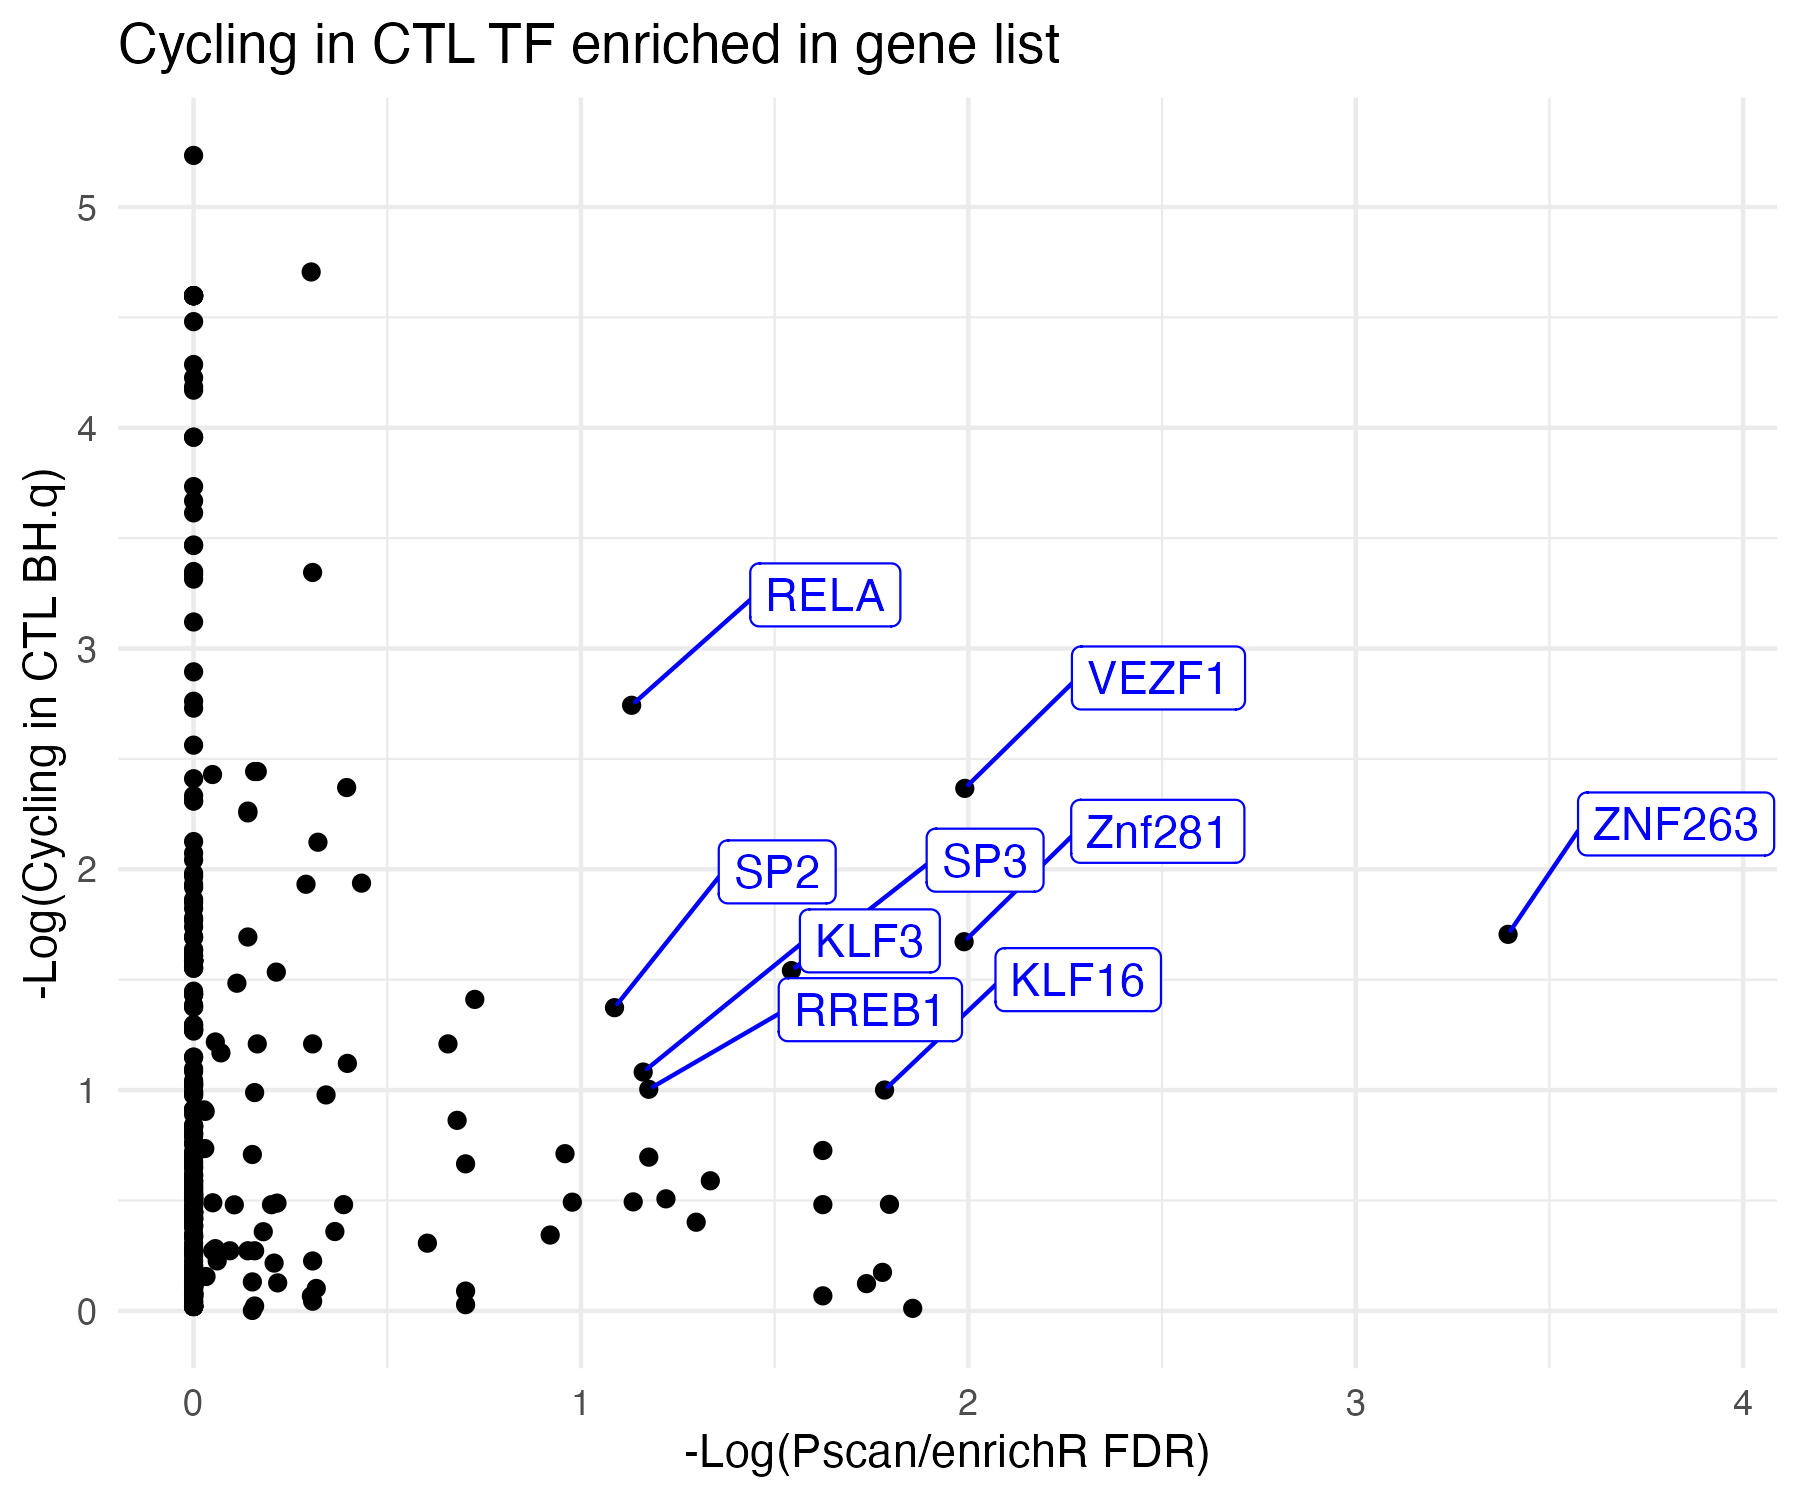 Cycling in CTL TF enriched in gene list
-Log(Cycling in CTL BH.q)
5
4
3
2
1
0
RELA
VEZF1
ZNF263
Znf281
SP3
SP2
KLF3
KLF16
RREB1
0
1
2
3
4
-Log(Pscan/enrichR FDR)